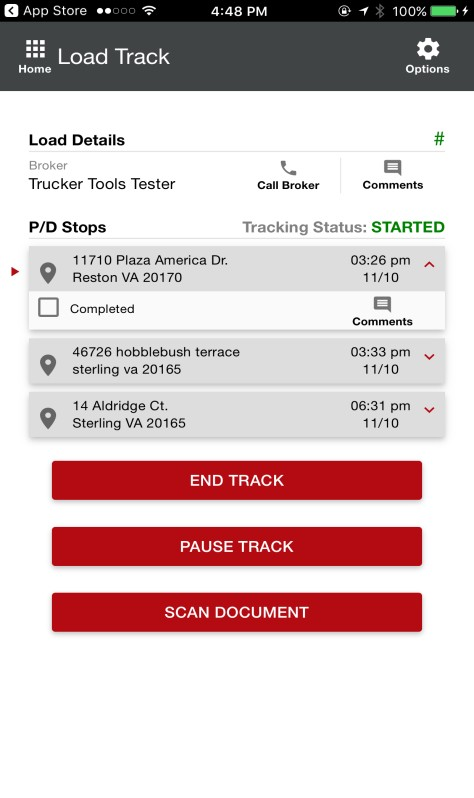 App Store 4:48 PM 100%
Home Load Track Options
Load Details #
Broker
Trucker Tools Tester
Call Broker Comments
P/D Stops Tracking Status: STARTED
11710 Plaza America Dr. 03:26 pm
Reston VA 20170 11/10
Completed
Comments
46726 hobblebush terrace 03:33 pm
sterling va 20165 11/10
14 Aldridge Ct. 06:31 pm
Sterling VA 20165 11/10
END TRACK
PAUSE TRACK
SCAN DOCUMENT